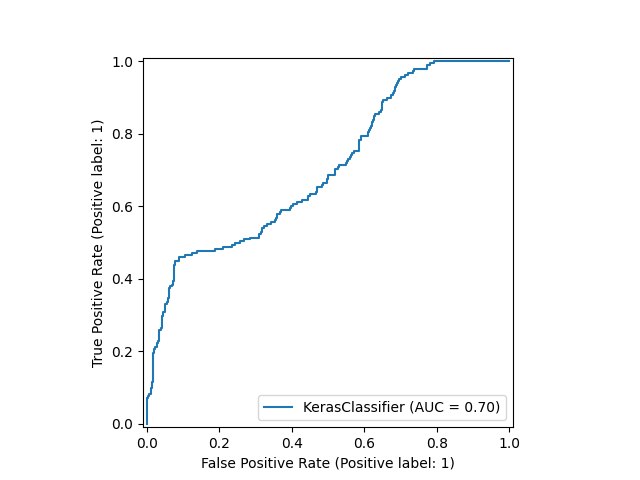 1.0
0.8
0.6
0.4
0.2
0.0
True Positive Rate (Positive label: 1)
KerasClassifier (AUC = 0.70)
0.0 0.2 0.4 0.6 0.8 1.0
False Positive Rate (Positive label: 1)